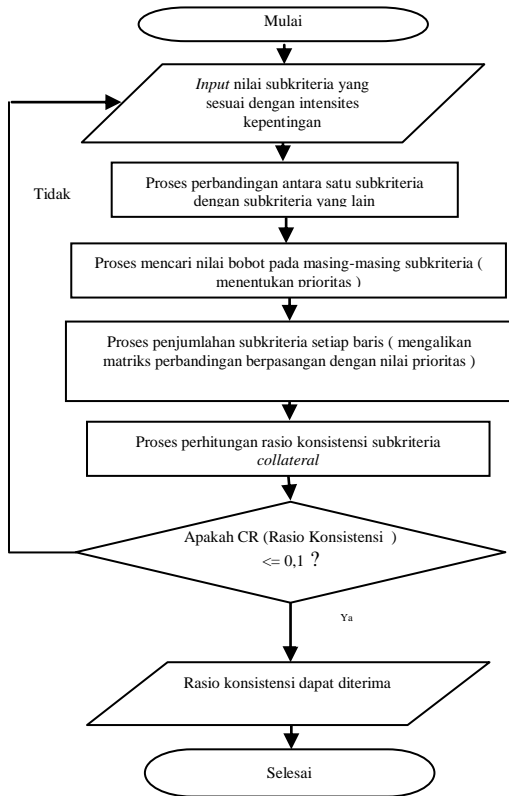 Mulai
Input nilai subkriteria yang
sesuai dengan intensites
kepentingan
Tidak
Proses perbandingan antara satu subkriteria
dengan subkriteria yang lain
Proses mencari nilai bobot pada masing-masing subkriteria (
menentukan prioritas )
Proses penjumlahan subkriteria setiap baris ( mengalikan
matriks perbandingan berpasangan dengan nilai prioritas )
Proses perhitungan rasio konsistensi subkriteria
collateral
Apakah CR (Rasio Konsistensi )
<= 0,1 ?
Ya
Rasio konsistensi dapat diterima
Selesai